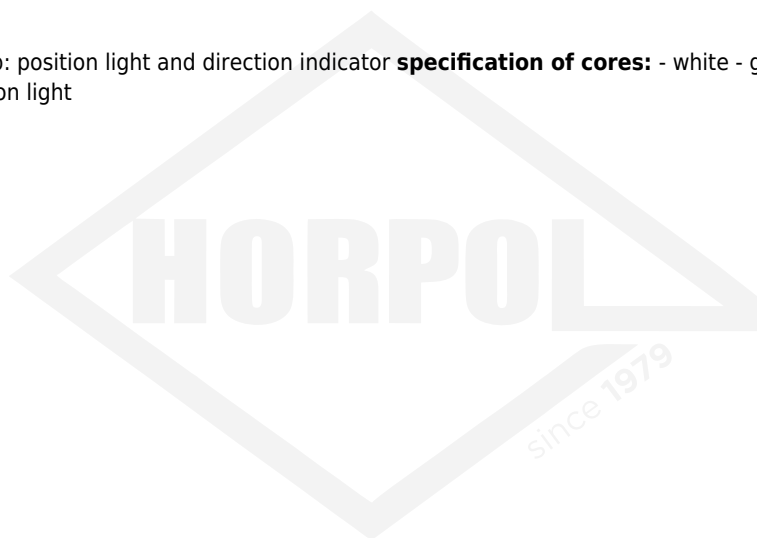 : position light and direction indicator specification of cores: - white -
on light
HORPOL
since 1979